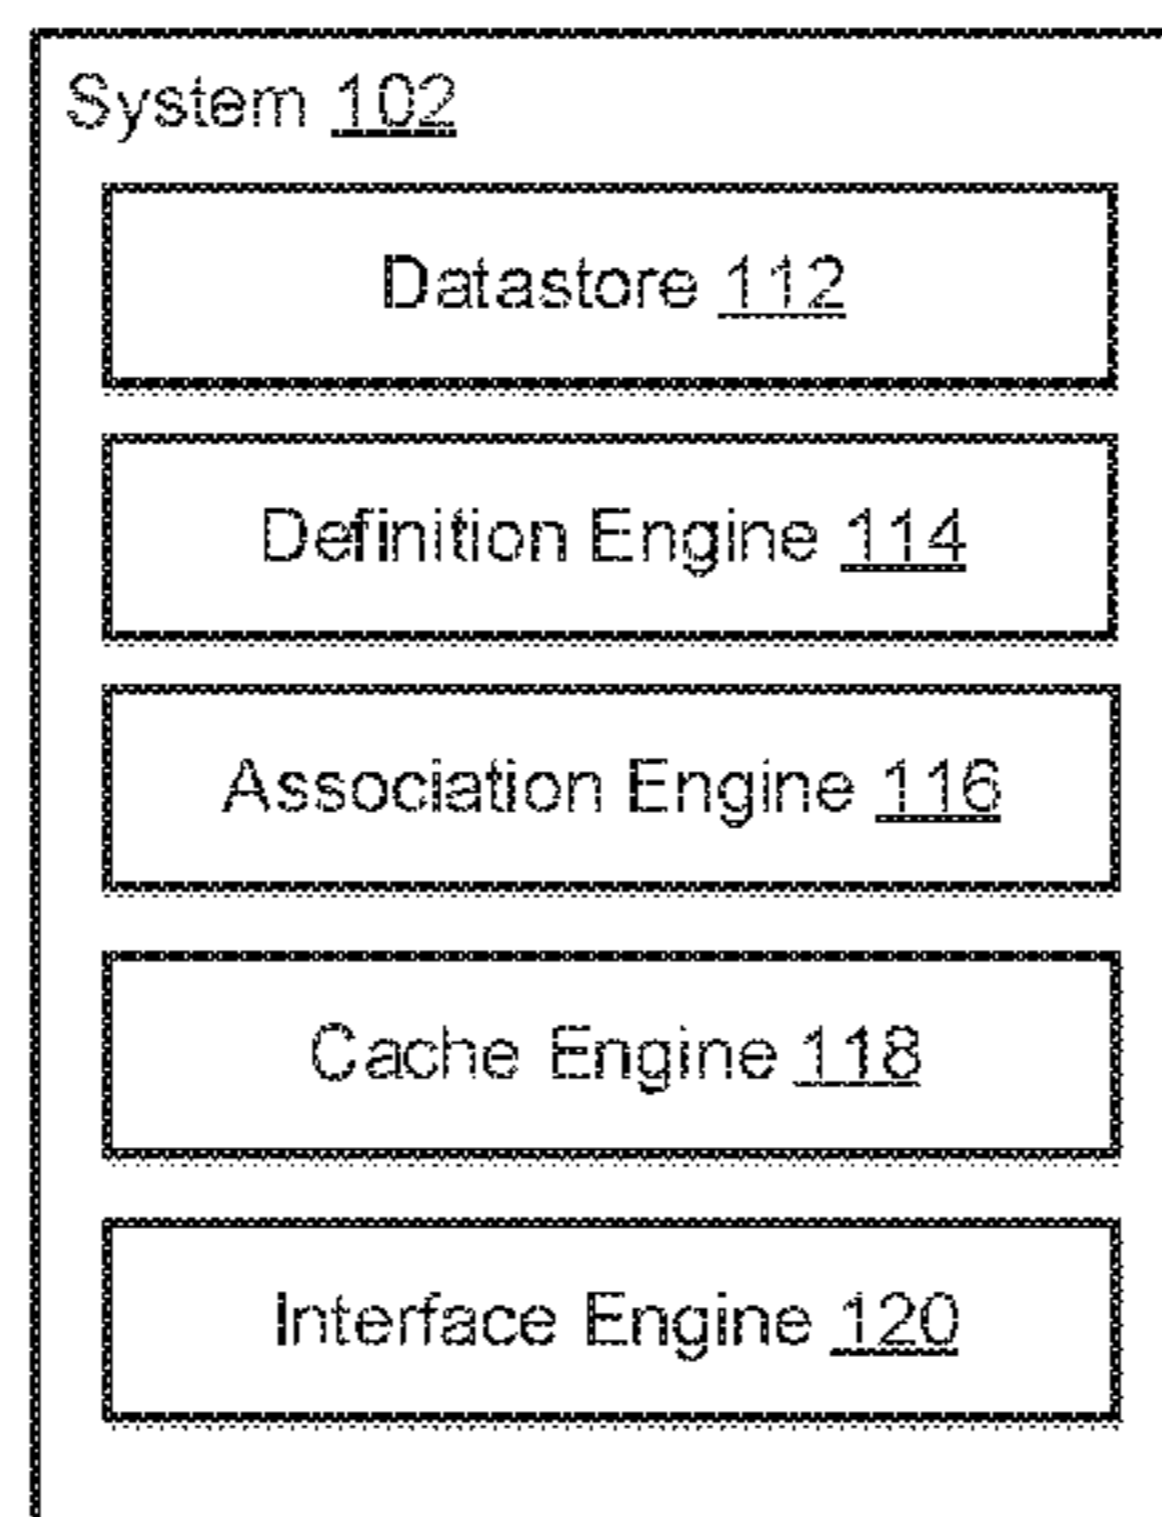 System 102
Datastore 112
Definition Engine 114
Association Engine 116
Cache Engine 118
Interface Engine 120